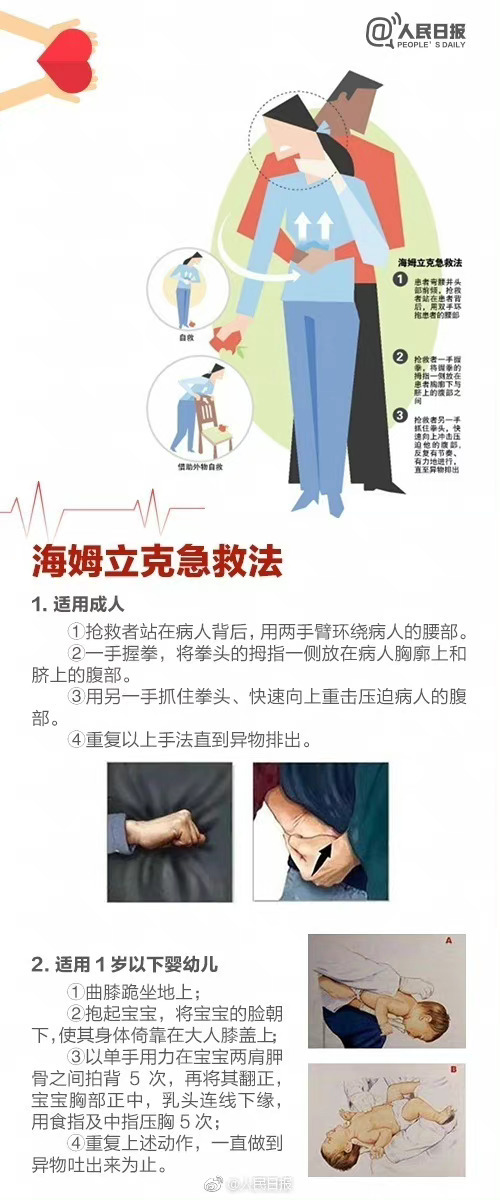 @人民日报
PEOPLE'S DAILY
海姆立克急救法
1 患者弯腰并头
部前倾，抢救
者站在患者背
后，用双手环
抱患者的腰部
自救
2 抢救者一手握
拳，将握拳的
拇指一侧放在
患者胸廓下与
脐上的腹部之
间
3 抢救者另一手
抓住拳头，快
速向上冲击压
迫他的腹部，
反复有节奏、
有力地进行，
直至异物排出
借助外物自救
海姆立克急救法
1. 适用成人
①抢救者站在病人背后，用两手臂环绕病人的腰部。
②一手握拳，将拳头的拇指一侧放在病人胸廓上和
脐上的腹部。
③用另一手抓住拳头、快速向上重击压迫病人的腹
部。
④重复以上手法直到异物排出。
2. 适用1岁以下婴幼儿
①曲膝跪坐地上；
②抱起宝宝，将宝宝的脸朝
下，使其身体倚靠在大人膝盖上；
③以单手用力在宝宝两肩胛
骨之间拍背 5 次，再将其翻正，
宝宝胸部正中，乳头连线下缘，
用食指及中指压胸5次；
④重复上述动作，一直做到
异物吐出来为止。
A
B
@人民日报